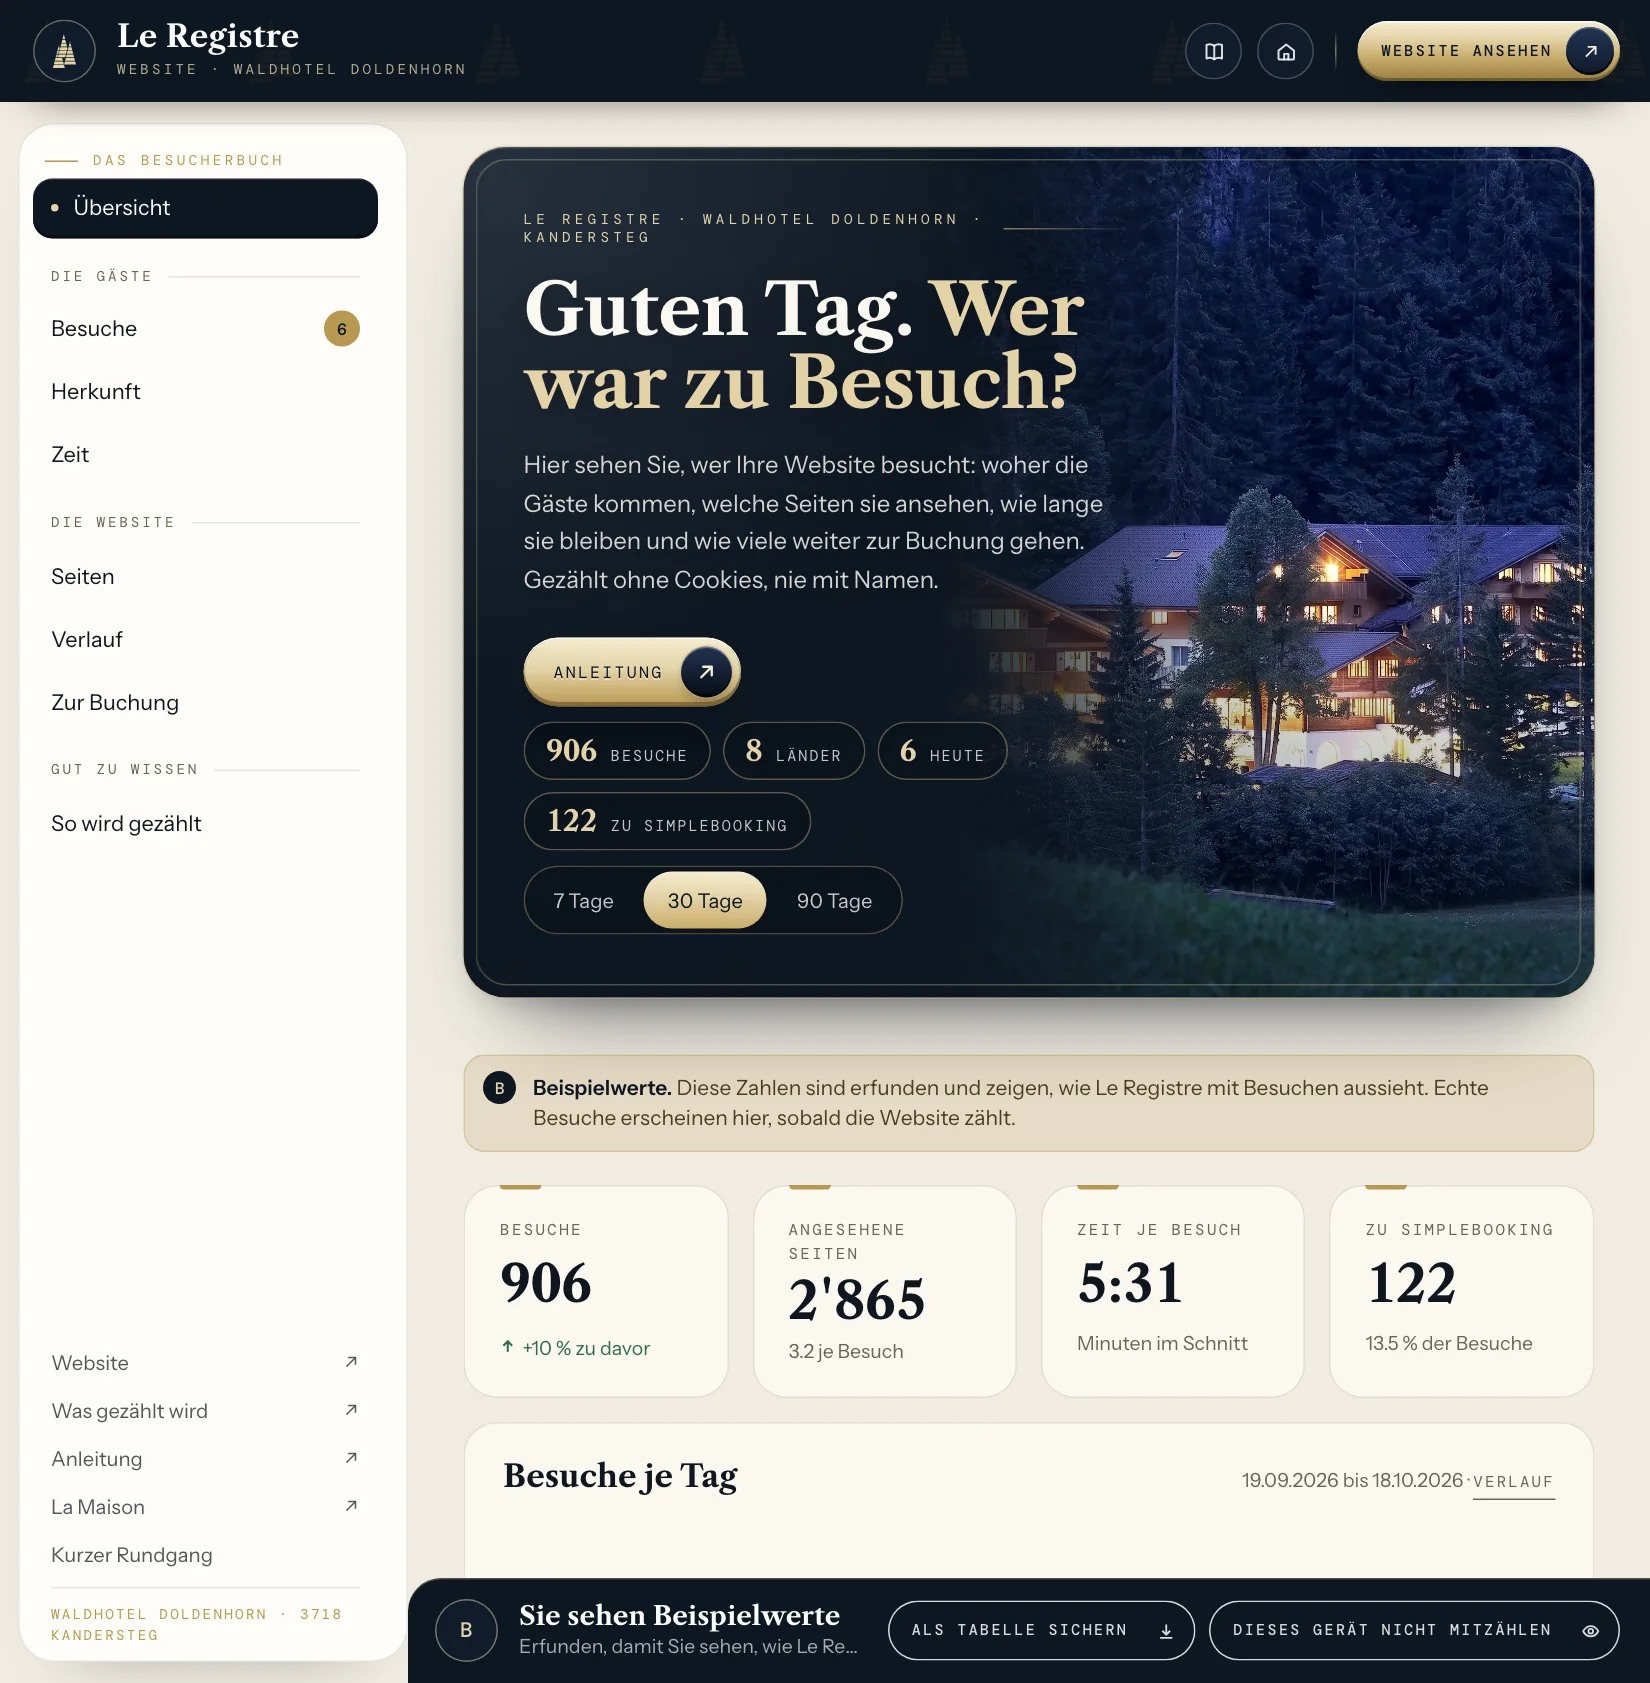 Le Registre
WEBSITE · WALDHOTEL DOLDENHORN
WEBSITE ANSEHEN
DAS BESUCHERBUCH
Übersicht
DIE GÄSTE
Besuche 6
Herkunft
Zeit
DIE WEBSITE
Seiten
Verlauf
Zur Buchung
GUT ZU WISSEN
So wird gezählt
Website
Was gezählt wird
Anleitung
La Maison
Kurzer Rundgang
WALDHOTEL DOLDENHORN · 3718
KANDERSTEG
LE REGISTRE · WALDHOTEL DOLDENHORN ·
KANDERSTEG
Guten Tag. Wer
war zu Besuch?
Hier sehen Sie, wer Ihre Website besucht: woher die
Gäste kommen, welche Seiten sie ansehen, wie lange
sie bleiben und wie viele weiter zur Buchung gehen.
Gezählt ohne Cookies, nie mit Namen.
ANLEITUNG
906 BESUCHE 8 LÄNDER 6 HEUTE
122 ZU SIMPLEBOOKING
7 Tage 30 Tage 90 Tage
B Beispielwerte. Diese Zahlen sind erfunden und zeigen, wie Le Registre mit Besuchen aussieht. Echte
Besuche erscheinen hier, sobald die Website zählt.
BESUCHE
906
+10 % zu davor
ANGESEHENE
SEITEN
2'865
3.2 je Besuch
ZEIT JE BESUCH
5:31
Minuten im Schnitt
ZU SIMPLEBOOKING
122
13.5 % der Besuche
Besuche je Tag
19.09.2026 bis 18.10.2026 · VERLAUF
B
Sie sehen Beispielwerte
Erfunden, damit Sie sehen, wie Le Re…
ALS TABELLE SICHERN
DIESES GERÄT NICHT MITZÄHLEN